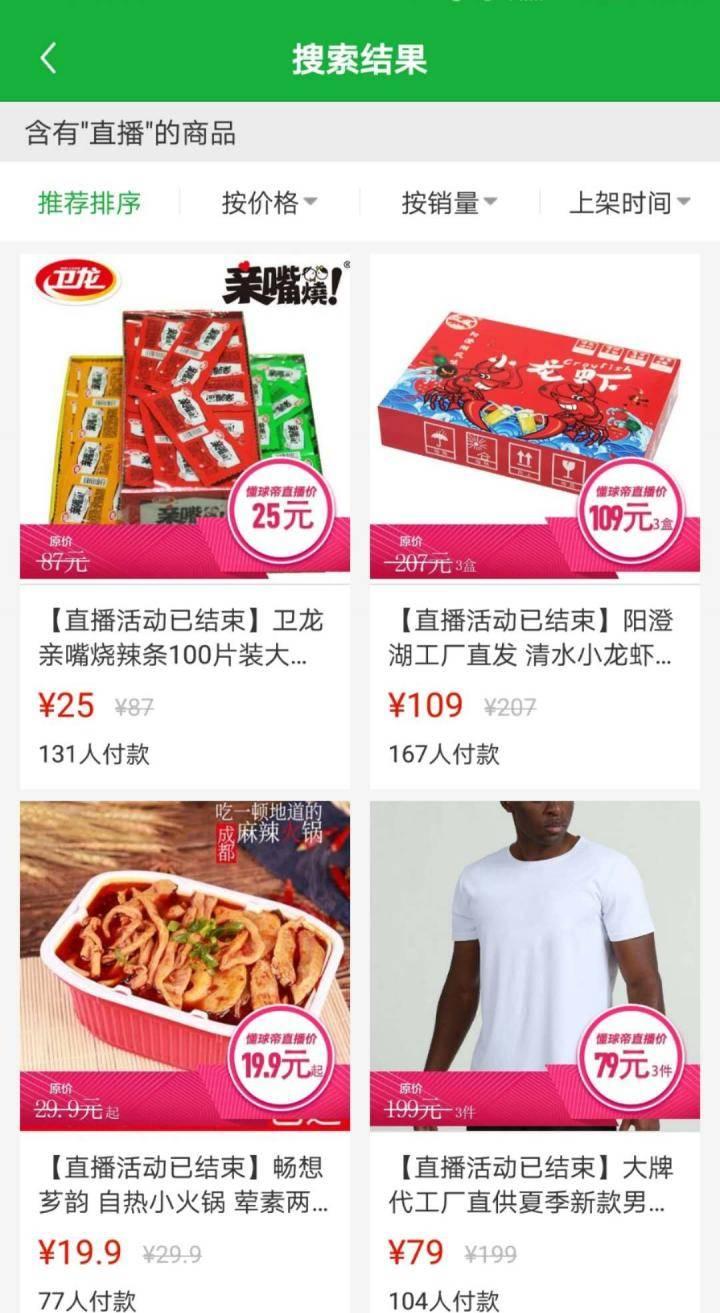 搜索结果
含有"直播"的商品
推荐排序
按价格
按销量
上架时间
卫龙
亲嘴烧!
懂球帝直播价
25元
原价
87元
小龙虾
Crayfish
懂球帝直播价
109元3盒
原价
207元3盒
【直播活动已结束】卫龙
亲嘴烧辣条100片装大...
¥25 ¥87
131人付款
【直播活动已结束】阳澄
湖工厂直发 清水小龙虾...
¥109 ¥207
167人付款
吃一顿地道的
成都
麻辣火锅
懂球帝直播价
19.9元起
原价
29.9元起
懂球帝直播价
79元3件
原价
199元3件
【直播活动已结束】畅想
芗韵 自热小火锅 荤素两...
¥19.9 ¥29.9
77人付款
【直播活动已结束】大牌
代工厂直供夏季新款男...
¥79 ¥199
104人付款